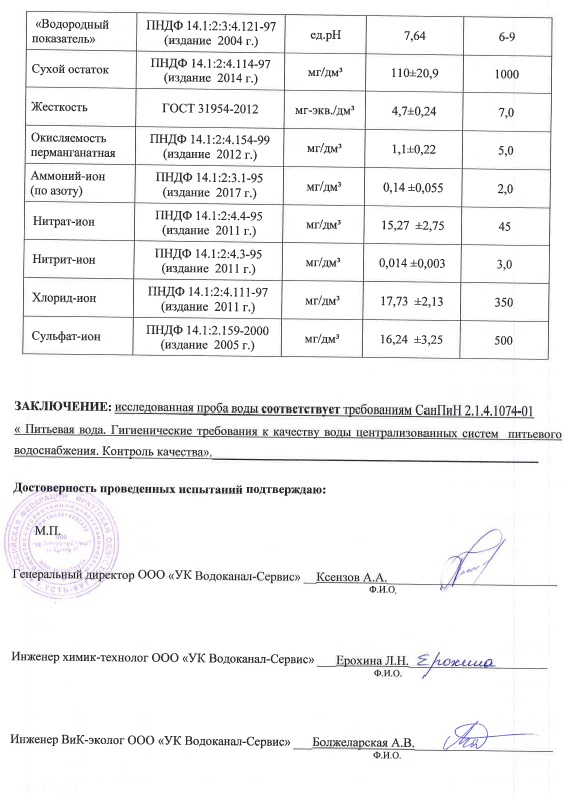 «Водородный показатель» ПНДФ 14.1:2:3:4.121-97 (издание 2004 г.) ед.pH 7,64 6-9
Сухой остаток ПНДФ 14.1:2:4.114-97 (издание 2014 г.) мг/дм³ 110±20,9 1000
Жесткость ГОСТ 31954-2012 мг-экв./дм³ 4,7±0,24 7,0
Окисляемость перманганатная ПНДФ 14.1:2:4.154-99 (издание 2012 г.) мг/дм³ 1,1±0,22 5,0
Аммоний-ион (по азоту) ПНДФ 14.1:2:3.1-95 (издание 2017 г.) мг/дм³ 0,14 ±0,055 2,0
Нитрат-ион ПНДФ 14.1:2:4.4-95 (издание 2011 г.) мг/дм³ 15,27 ±2,75 45
Нитрит-ион ПНДФ 14.1:2:4.3-95 (издание 2011 г.) мг/дм³ 0,014 ±0,003 3,0
Хлорид-ион ПНДФ 14.1:2:4.111-97 (издание 2011 г.) мг/дм³ 17,73 ±2,13 350
Сульфат-ион ПНДФ 14.1:2.159-2000 (издание 2005 г.) мг/дм³ 16,24 ±3,25 500
ЗАКЛЮЧЕНИЕ: исследованная проба воды соответствует требованиям СанПиН 2.1.4.1074-01
« Питьевая вода. Гигиенические требования к качеству воды централизованных систем питьевого
водоснабжения. Контроль качества».
Достоверность проведенных испытаний подтверждаю:
М.П.
Генеральный директор ООО «УК Водоканал-Сервис» Ксензов А.А.
Ф.И.О,
Инженер химик-технолог ООО «УК Водоканал-Сервис» Ерохина Л.Н. Ерохина
Ф.И.О.
Инженер ВиК-эколог ООО «УК Водоканал-Сервис» Болжеларская А.В.
Ф.И.О.